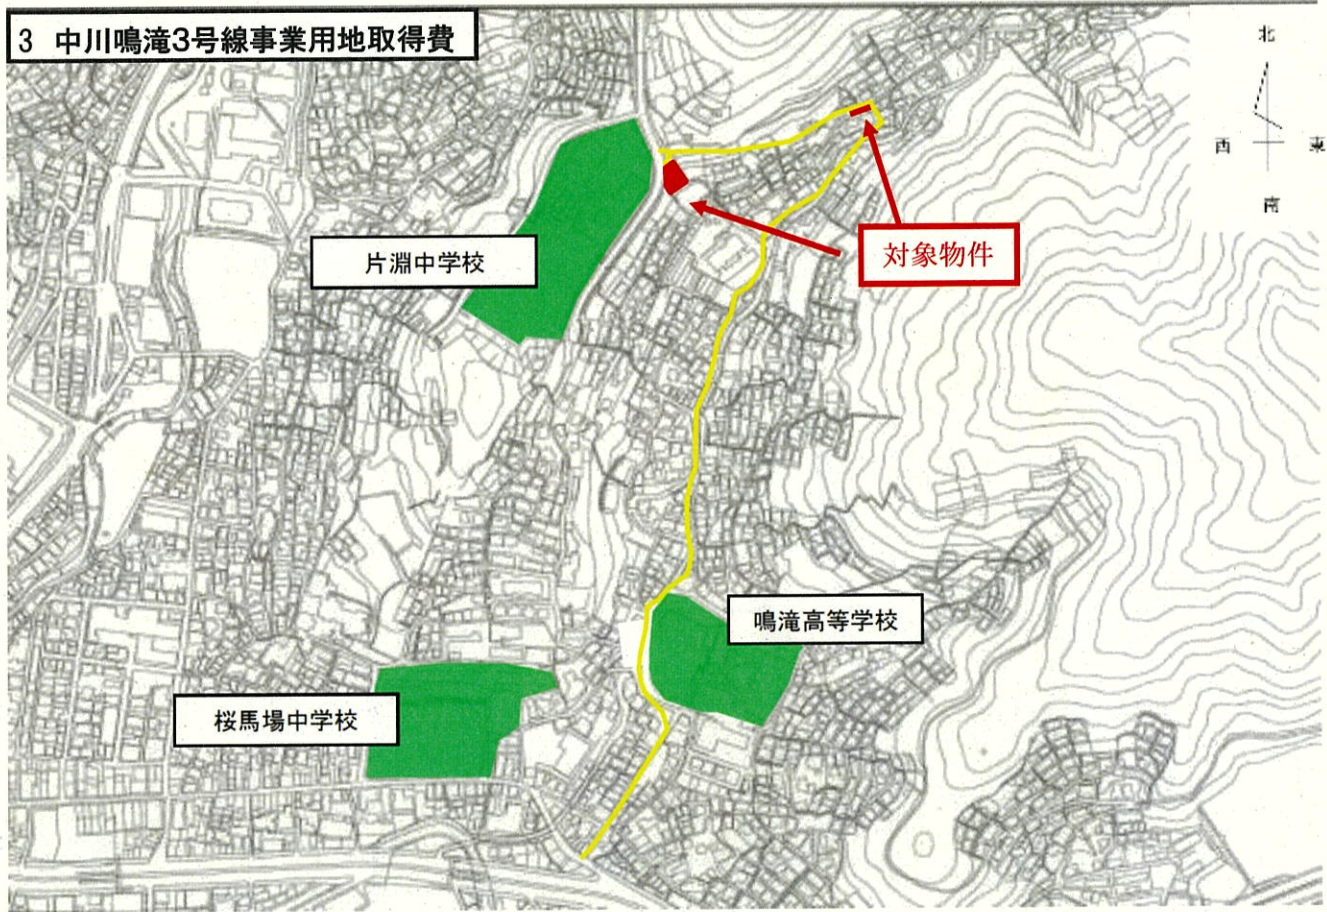 3 中川鳴滝3号線事業用地取得費
北
西
東
南
片淵中学校
対象物件
鳴滝高等学校
桜馬場中学校